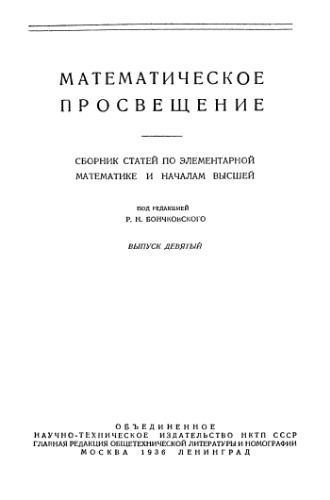 МАТЕМАТИЧЕСКОЕ
ПРОСВЕЩЕНИЕ
СБОРНИК СТАТЕЙ ПО ЭЛЕМЕНТАРНОЙ
МАТЕМАТИКЕ И НАЧАЛАМ ВЫСШЕЙ
ПОД РЕДАКЦИЕЙ
Р. Н. БОНЧКОВСКОГО
ВЫПУСК ДЕВЯТЫЙ
ОБЪЕДИНЕННОЕ
НАУЧНО-ТЕХНИЧЕСКОЕ ИЗДАТЕЛЬСТВО НКТП СССР
ГЛАВНАЯ РЕДАКЦИЯ ОБЩЕТЕХНИЧЕСКОЙ ЛИТЕРАТУРЫ И НОМОГРАФИИ
МОСКВА 1936 ЛЕНИНГРАД